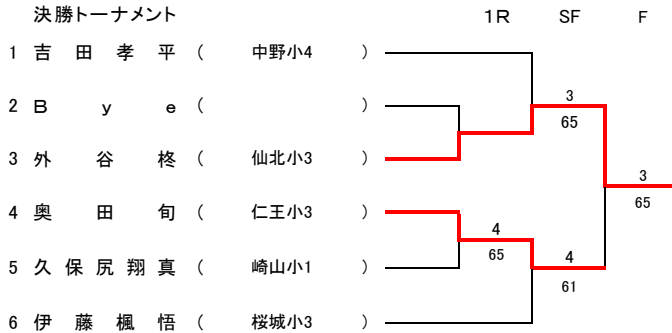 決勝トーナメント 1R SF F
1 吉田孝平 ( 中野小4 )
3
2 Bye ( )
65
3 外谷柊 ( 仙北小3 )
3
65
4 奥田旬 ( 仁王小3 )
4
4
65
5 久保尻翔真 ( 崎山小1 )
61
6 伊藤楓悟 ( 桜城小3 )